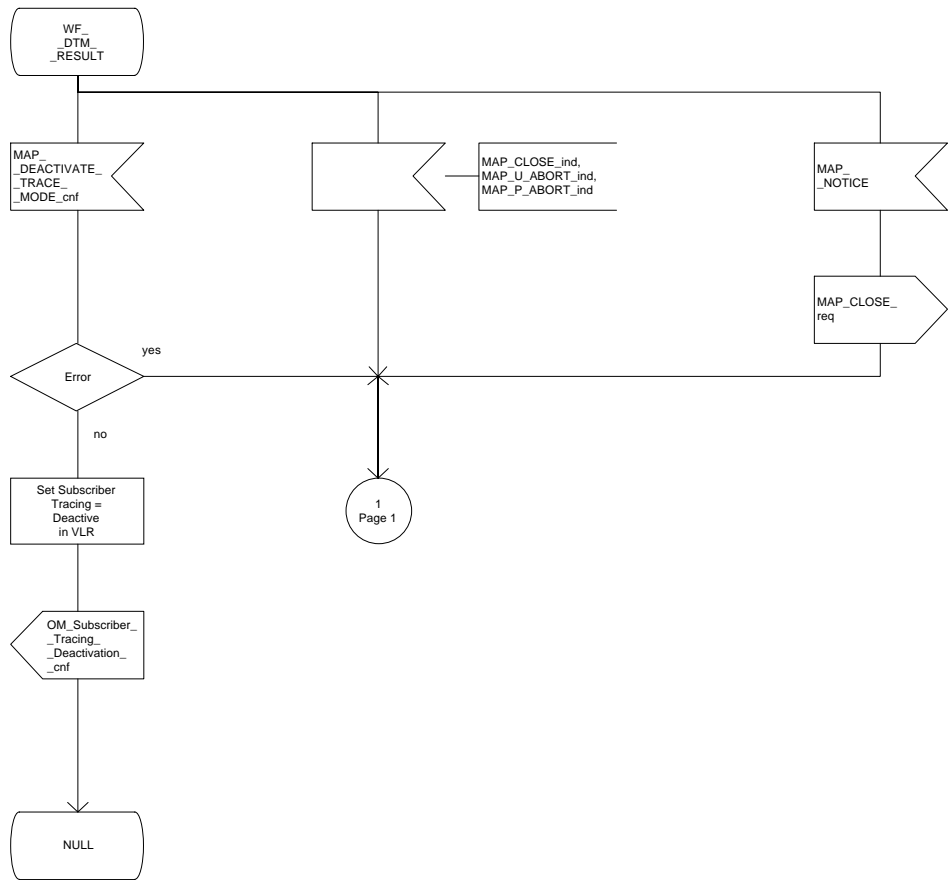 WF_
_DTM_
_RESULT
MAP_
_DEACTIVATE_
_TRACE_
_MODE_cnf
MAP_CLOSE_ind,
MAP_U_ABORT_ind,
MAP_P_ABORT_ind
MAP_
_NOTICE
MAP_CLOSE_
req
yes
Error
no
Set Subscriber
Tracing =
Deactive
in VLR
1
Page 1
OM_Subscriber_
_Tracing_
_Deactivation_
_cnf
NULL